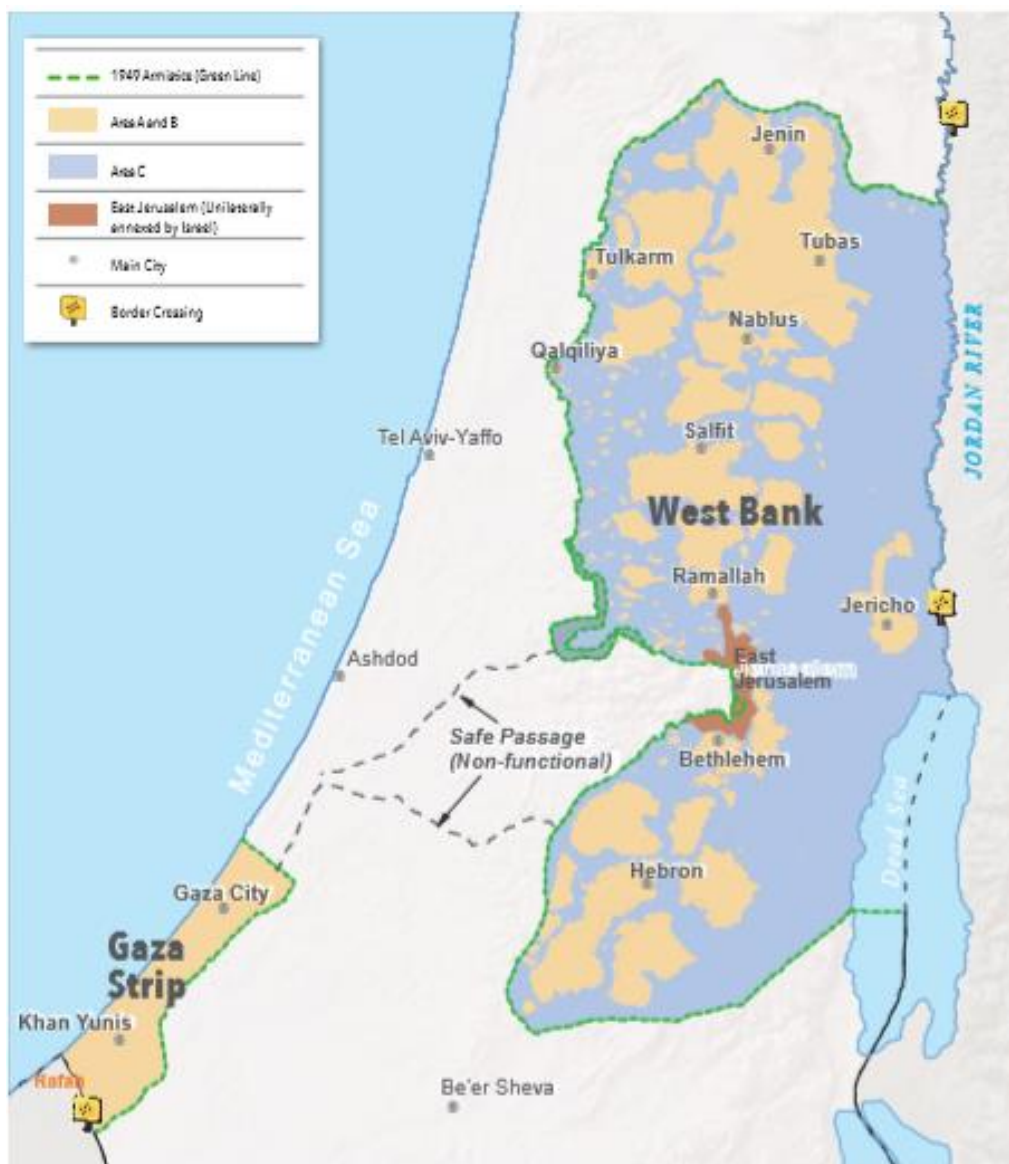 1949 Armistice (Green Line)
Area A and B
Area C
East Jerusalem (Unilaterally
annexed by Israel)
Main City
Border Crossing
Jenin
Tubas
Tulkarm
Nablus
Qalqiliya
JORDAN RIVER
Salfit
Tel Aviv-Yaffo
West Bank
Ramallah
Jericho
Mediterranean Sea
Ashdod
East
Jerusalem
Safe Passage
(Non-functional)
Bethlehem
Dead Sea
Hebron
Gaza City
Gaza
Strip
Khan Yunis
Rafah
Be'er Sheva